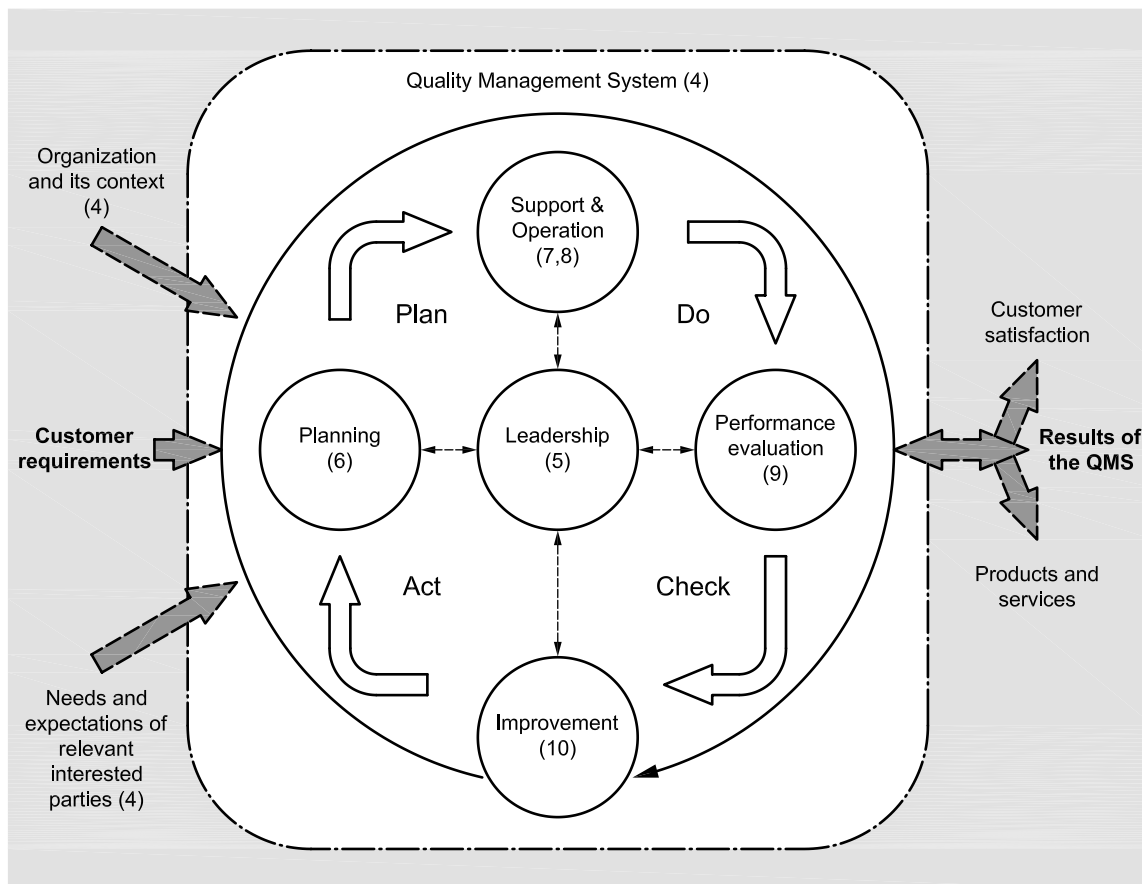 Quality Management System (4)
Organization
and its context
(4)
Support &
Operation
(7,8)
Plan
Do
Customer
satisfaction
Customer
requirements
Planning
(6)
Leadership
(5)
Performance
evaluation
(9)
Results of
the QMS
Act
Check
Products and
services
Needs and
expectations of
relevant
interested
parties (4)
Improvement
(10)